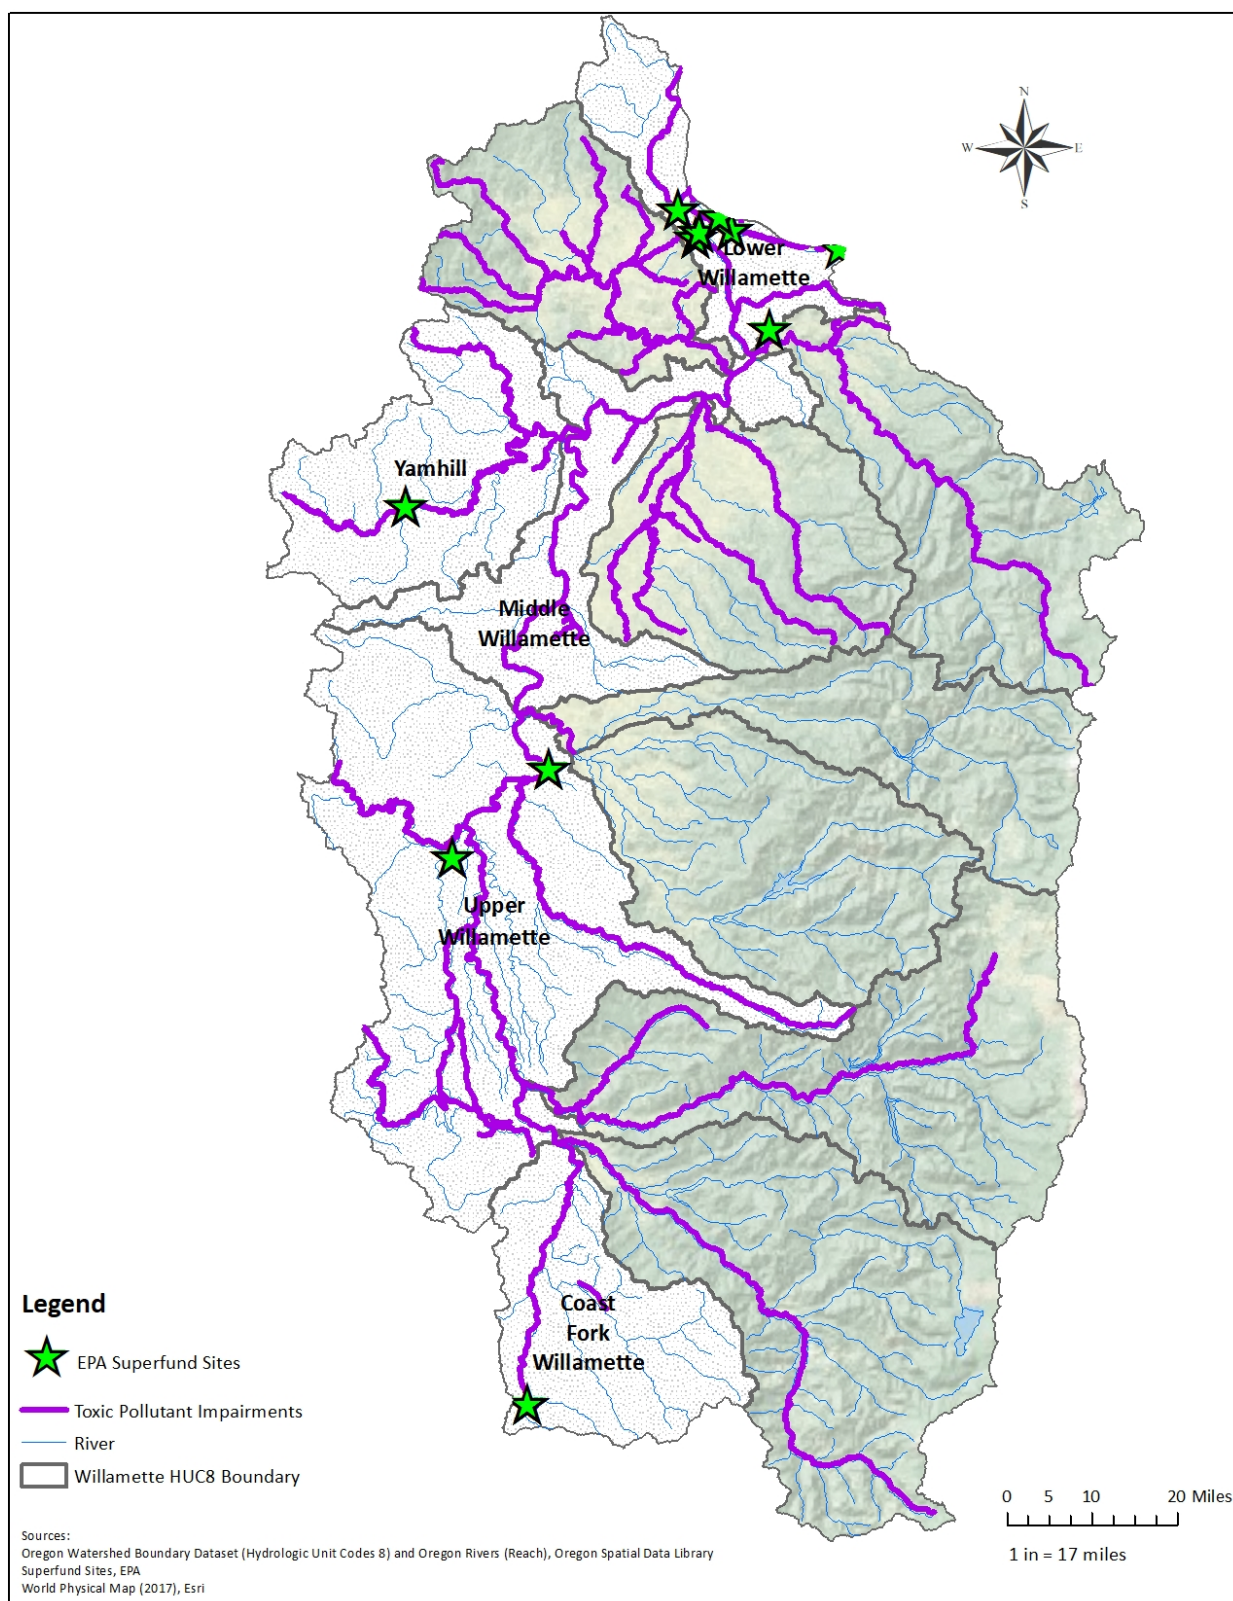 N
W
E
S
Lower
Willamette
Yamhill
Middle
Willamette
Upper
Willamette
Coast
Fork
Willamette
Legend
EPA Superfund Sites
Toxic Pollutant Impairments
River
Willamette HUC8 Boundary
0 5 10 20 Miles
1 in = 17 miles
Sources:
Oregon Watershed Boundary Dataset (Hydrologic Unit Codes 8) and Oregon Rivers (Reach), Oregon Spatial Data Library
Superfund Sites, EPA
World Physical Map (2017), Esri